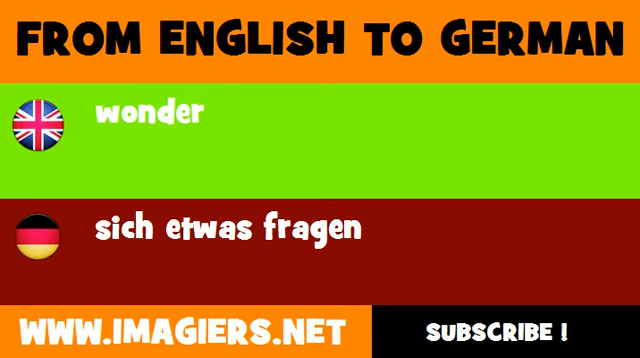 FROM ENGLISH TO GERMAN
wonder
sich etwas fragen
WWW.IMAGIERS.NET
SUBSCRIBE !